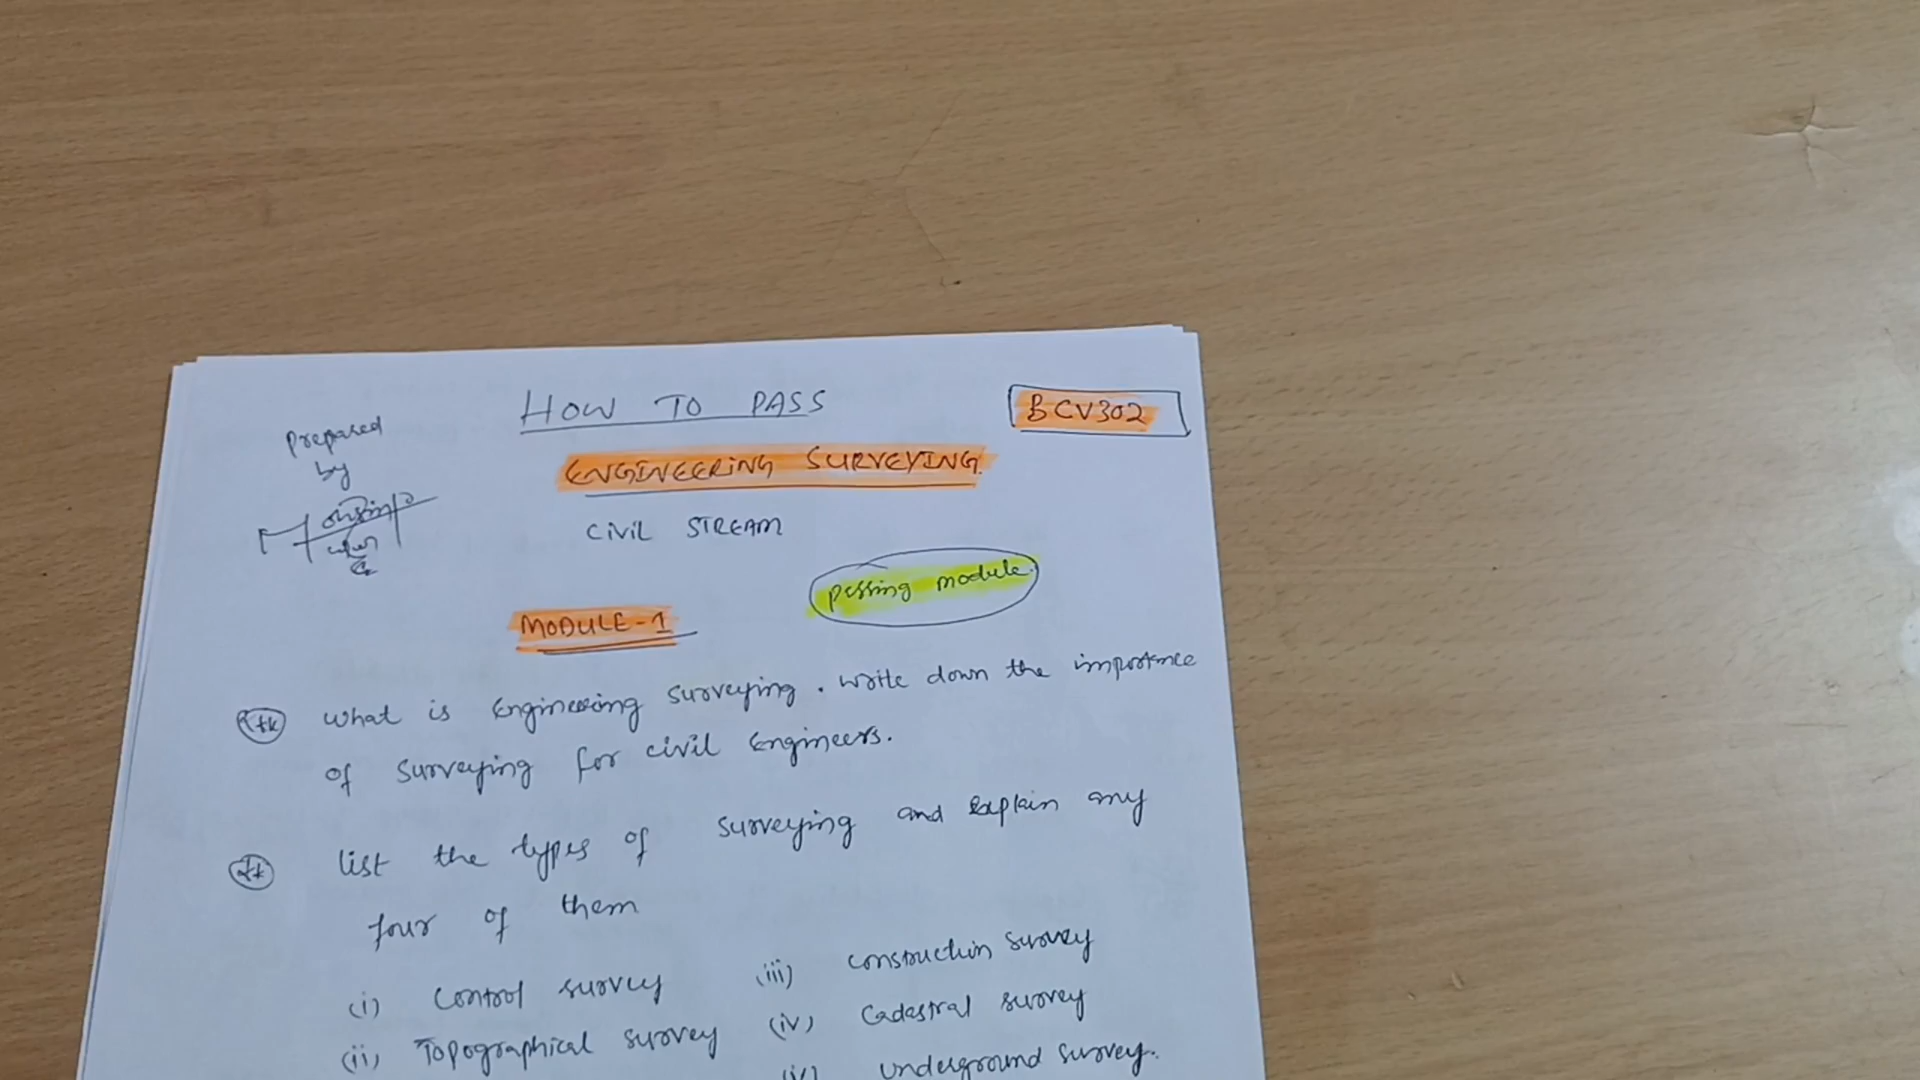 HOW TO PASS
BCV302
Prepared
by
ENGINEERING SURVEYING
CIVIL STREAM
Passing module.
MODULE-1
1* What is Engineering surveying. Write down the importance
of surveying for civil Engineers.
2* List the types of surveying and explain any
four of them
(i) Control survey
(iii) Construction survey
(ii) Topographical survey
(iv) Cadastral survey
Underground survey.